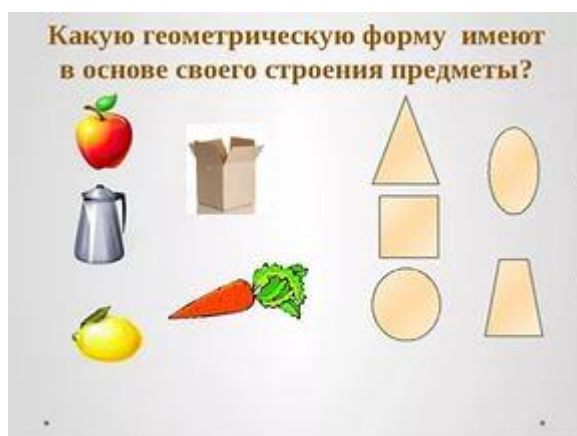 Какую геометрическую форму имеют
в основе своего строения предметы?